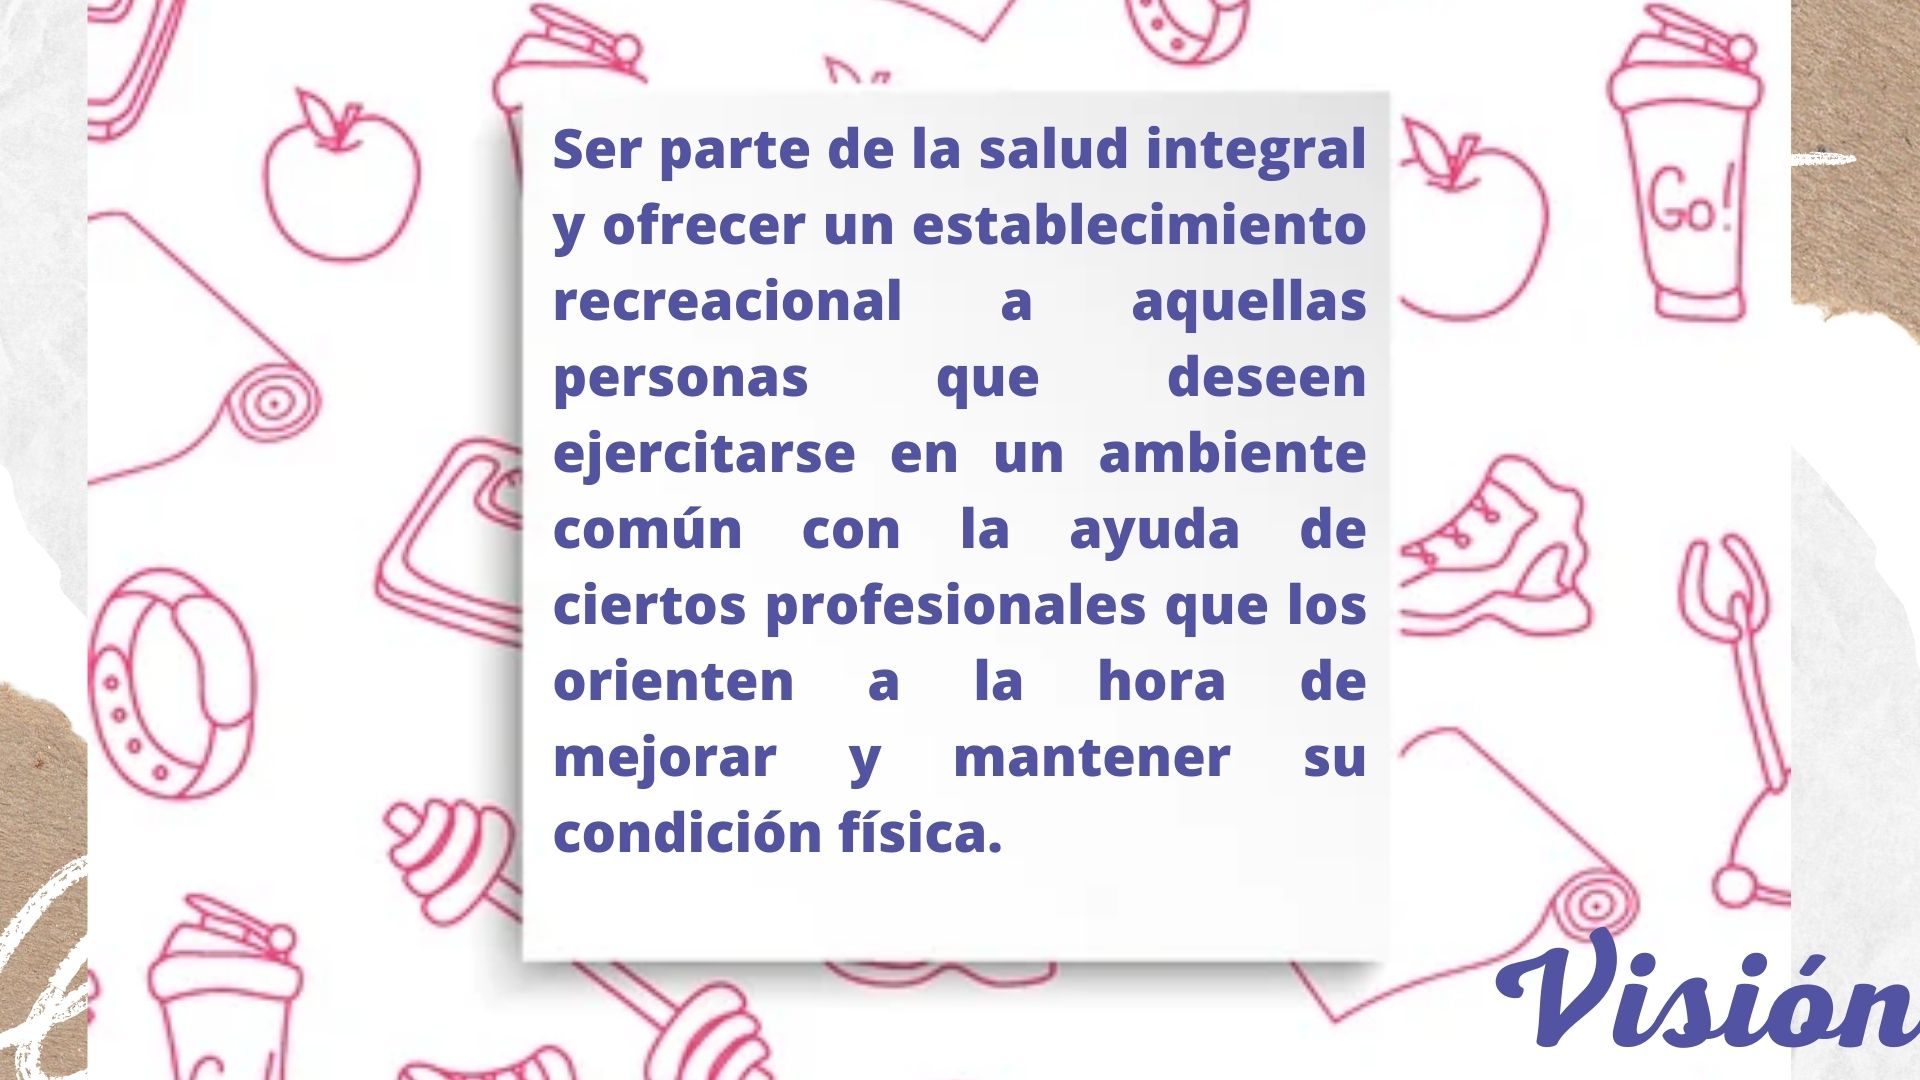 Ser parte de la salud integral
y ofrecer un establecimiento
recreacional a aquellas
personas que deseen
ejercitarse en un ambiente
común con la ayuda de
ciertos profesionales que los
orienten a la hora de
mejorar y mantener su
condición física.
Go!
Visión